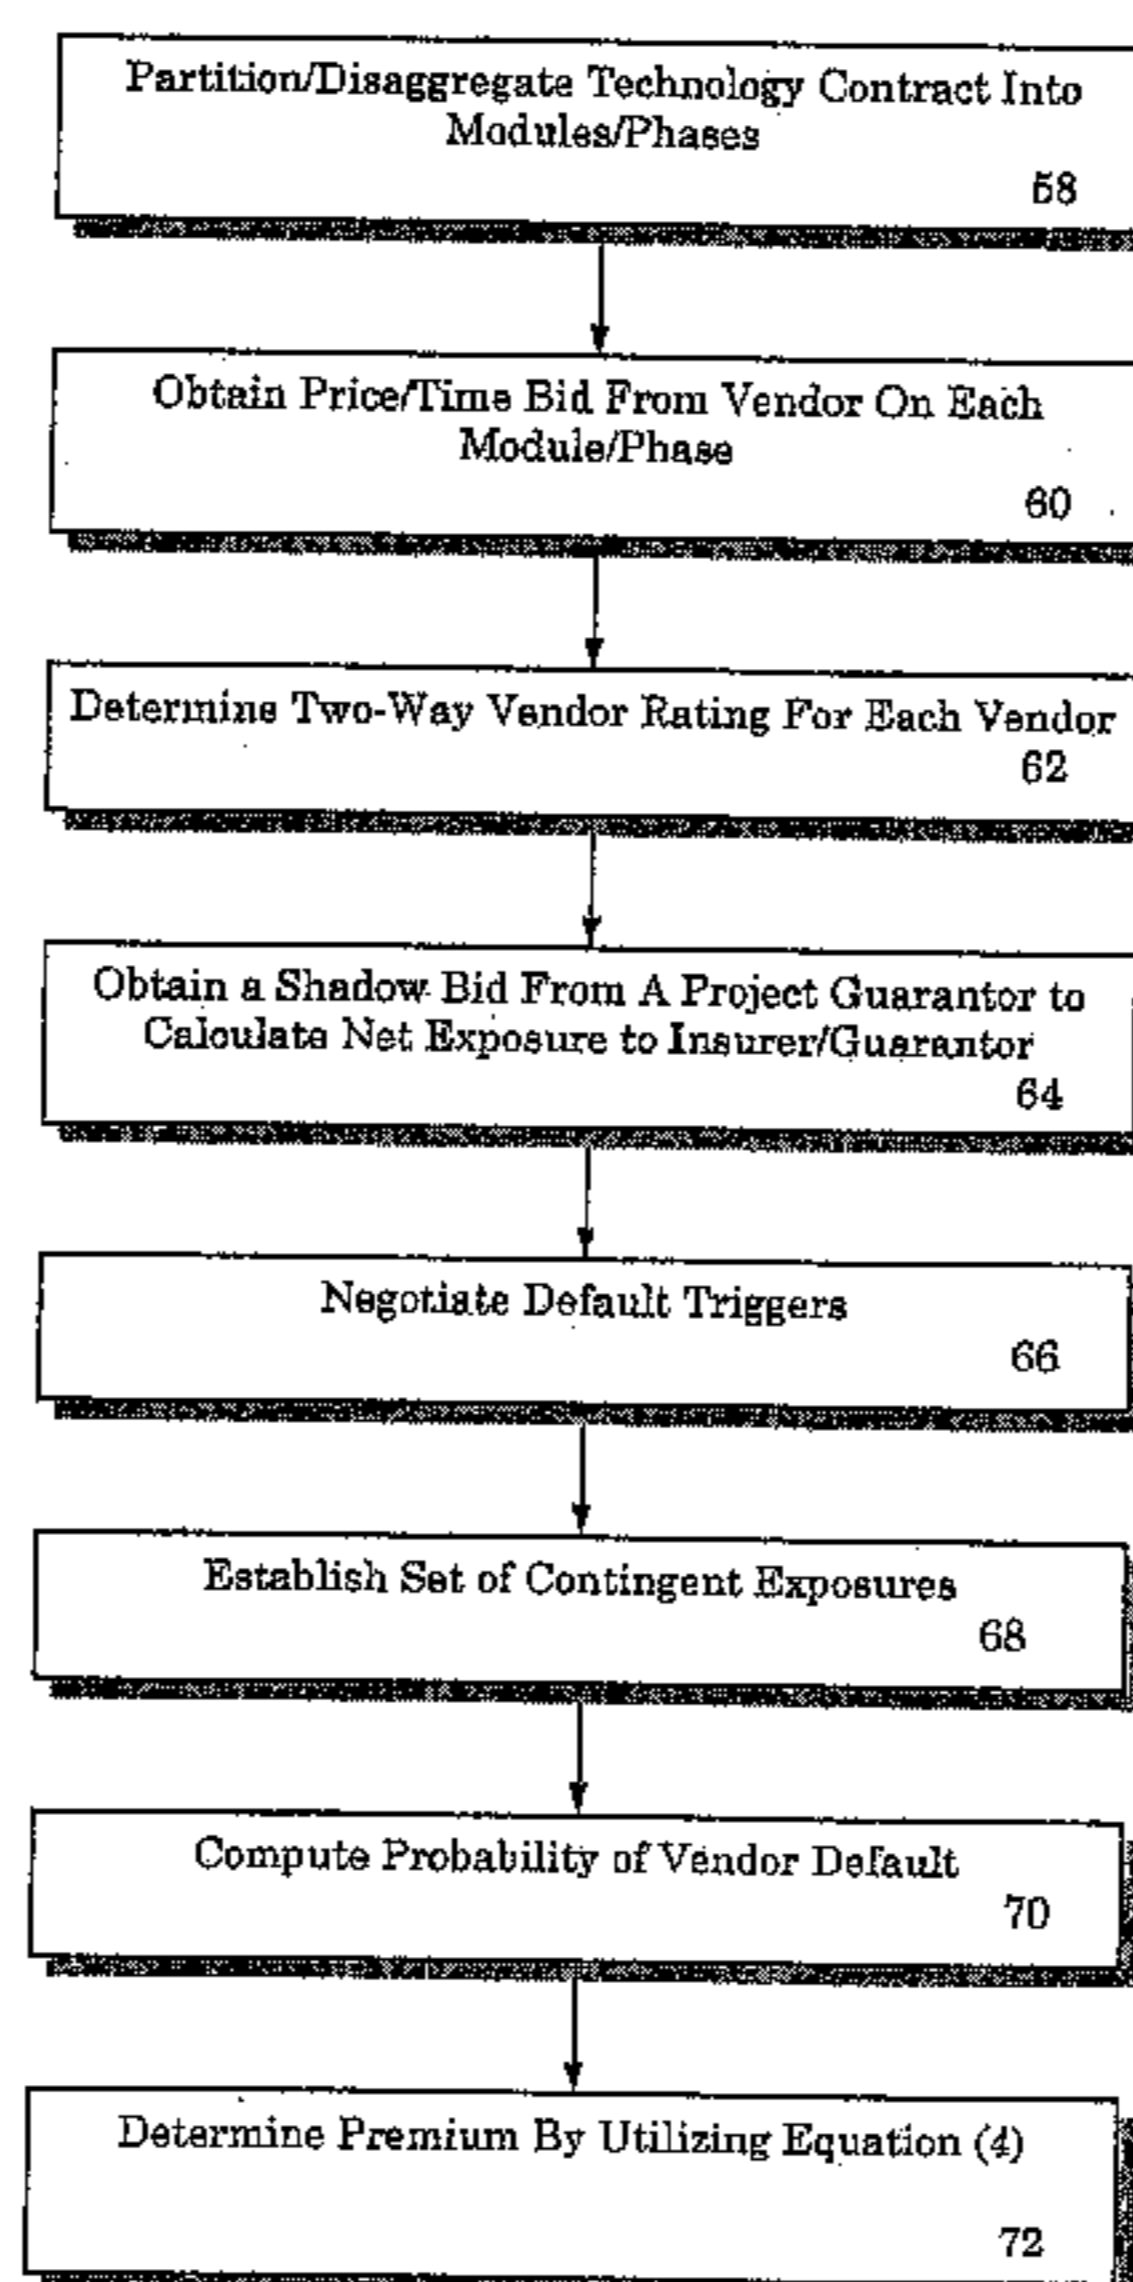 Partition/Disaggregate Technology Contract Into
Modules/Phases
58
Obtain Price/Time Bid From Vendor On Each
Module/Phase
60
Determine Two-Way Vendor Rating For Each Vendor
62
Obtain a Shadow Bid From A Project Guarantor to
Calculate Net Exposure to Insurer/Guarantor
64
Negotiate Default Triggers
66
Establish Set of Contingent Exposures
68
Compute Probability of Vendor Default
70
Determine Premium By Utilizing Equation (4)
72